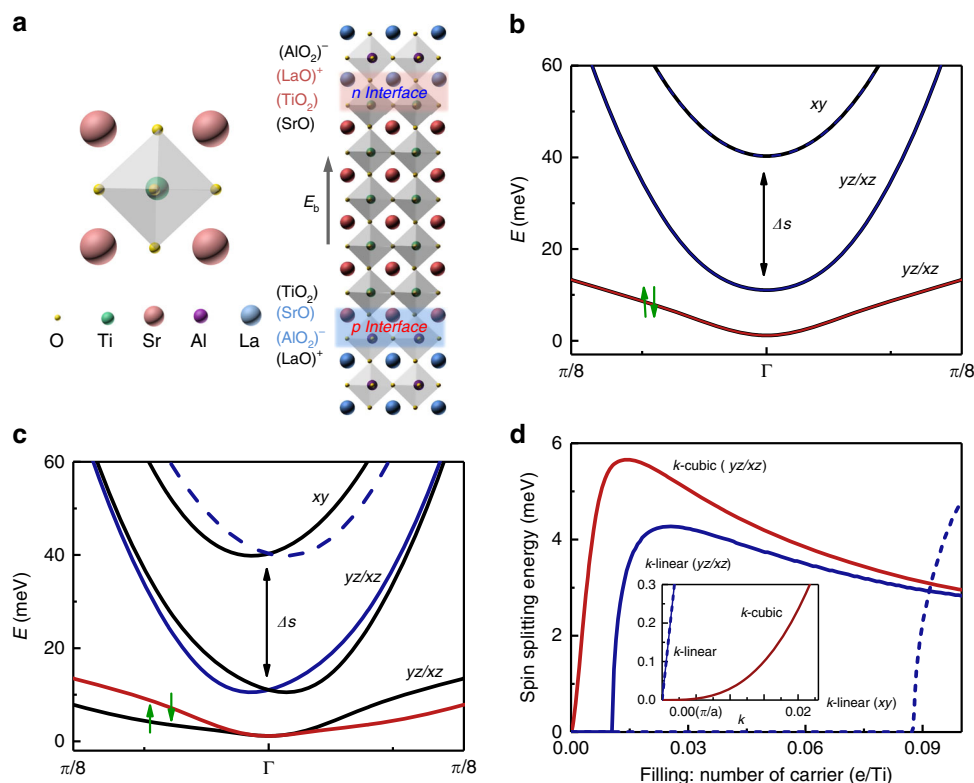 a
(AlO₂)⁻
(LaO)⁺
n Interface
(TiO₂)
(SrO)
E_b
(TiO₂)
(SrO)
p Interface
(AlO₂)⁻
(LaO)⁺
O Ti Sr Al La
b
60
40
20
0
E (meV)
xy
yz/xz
Δs
yz/xz
π/8 Γ π/8
c
60
40
20
0
E (meV)
xy
yz/xz
Δs
yz/xz
π/8 Γ π/8
d
6
4
2
0
Spin splitting energy (meV)
k-cubic ( yz/xz)
k-linear (yz/xz)
0.3
0.2
0.1
0.0
k-cubic
k-linear
0.00(π/a) 0.02
k
k-linear (xy)
0.00 0.03 0.06 0.09
Filling: number of carrier (e/Ti)